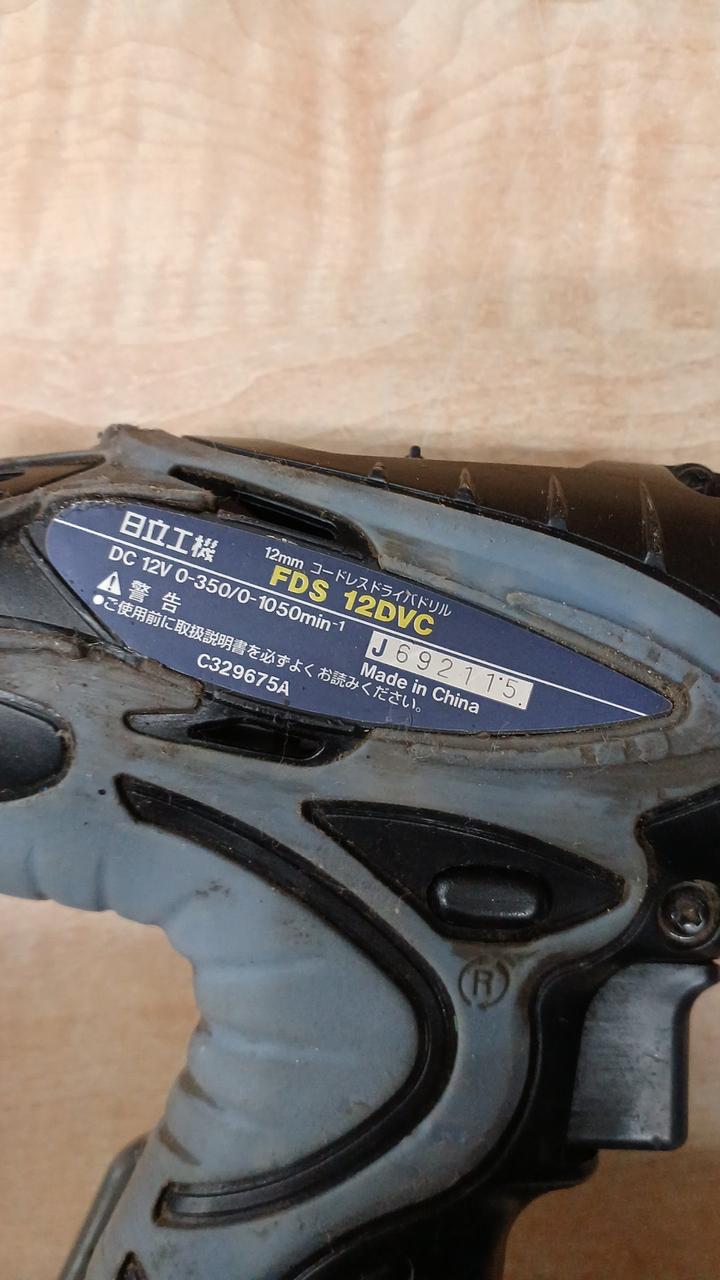 日立工機
12mm コードレスドライバドリル
FDS 12DVC
DC 12V 0-350/0-1050min-1
警告
●ご使用前に取扱説明書を必ずよくお読みください。
J692115
Made in China
C329675A
R